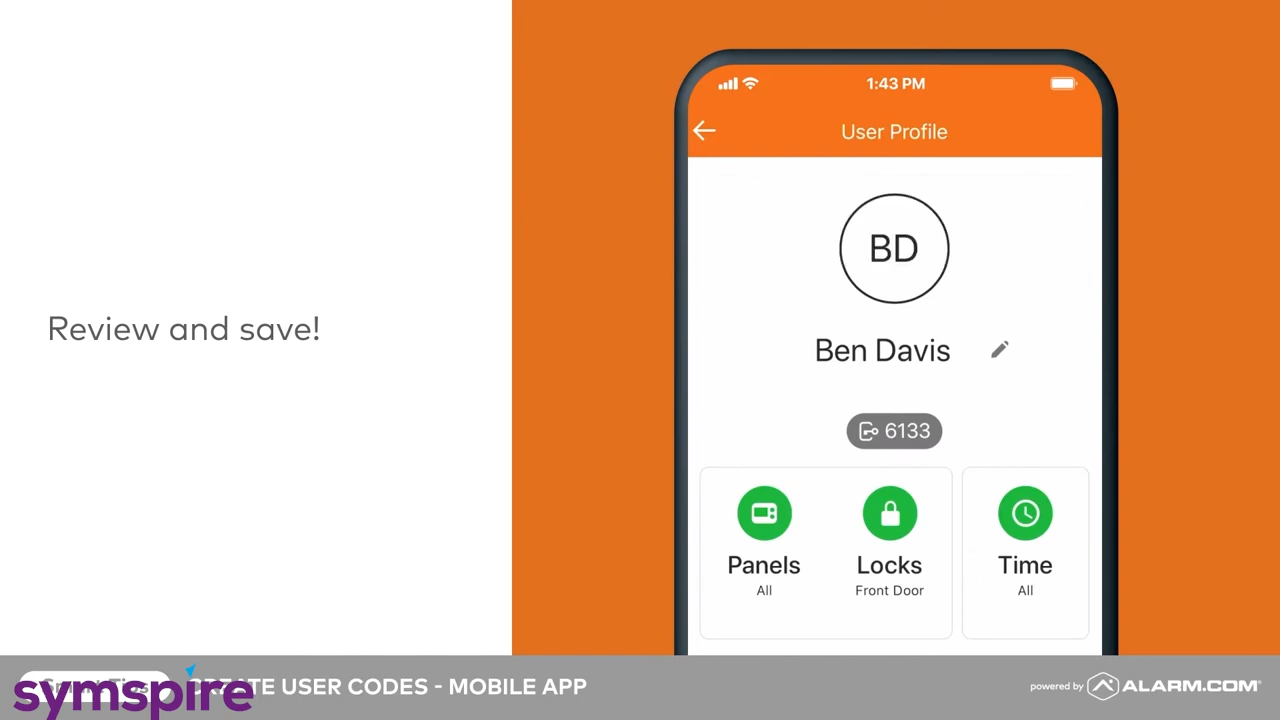 Review and save!
1:43 PM
User Profile
BD
Ben Davis
6133
Panels Locks Time
All Front Door All
symspire
CREATE USER CODES - MOBILE APP
powered by ALARM.COM